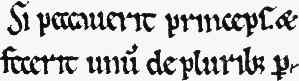 Si peccauerit princeps. &
fecerit unū de pluribꝫ p